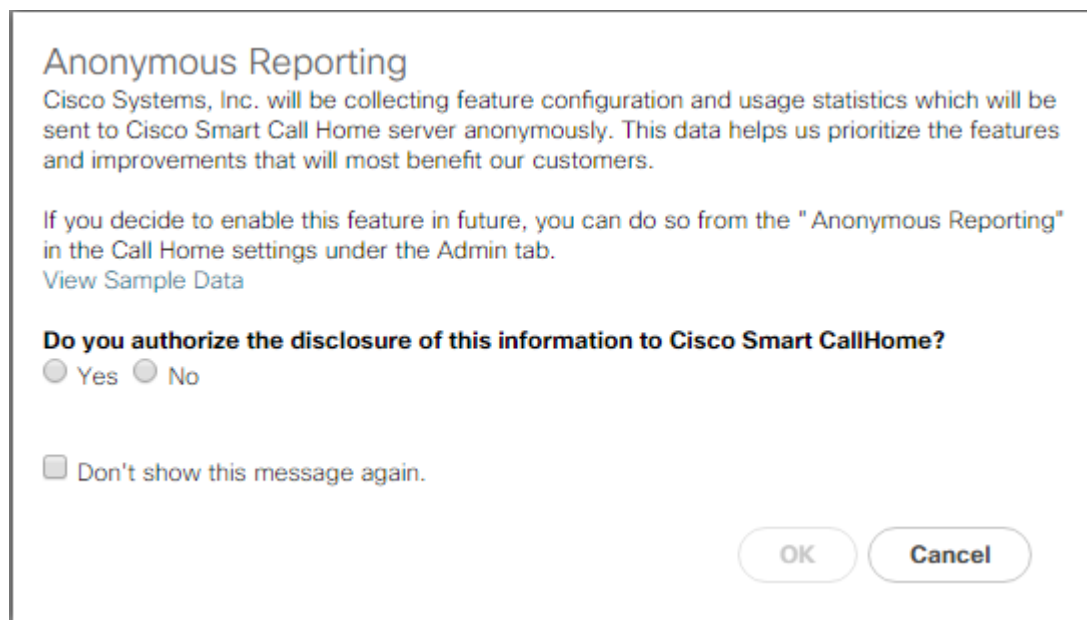 Anonymous Reporting
Cisco Systems, Inc. will be collecting feature configuration and usage statistics which will be
sent to Cisco Smart Call Home server anonymously. This data helps us prioritize the features
and improvements that will most benefit our customers.
If you decide to enable this feature in future, you can do so from the "Anonymous Reporting"
in the Call Home settings under the Admin tab.
View Sample Data
Do you authorize the disclosure of this information to Cisco Smart CallHome?
Yes No
Don't show this message again.
OK Cancel